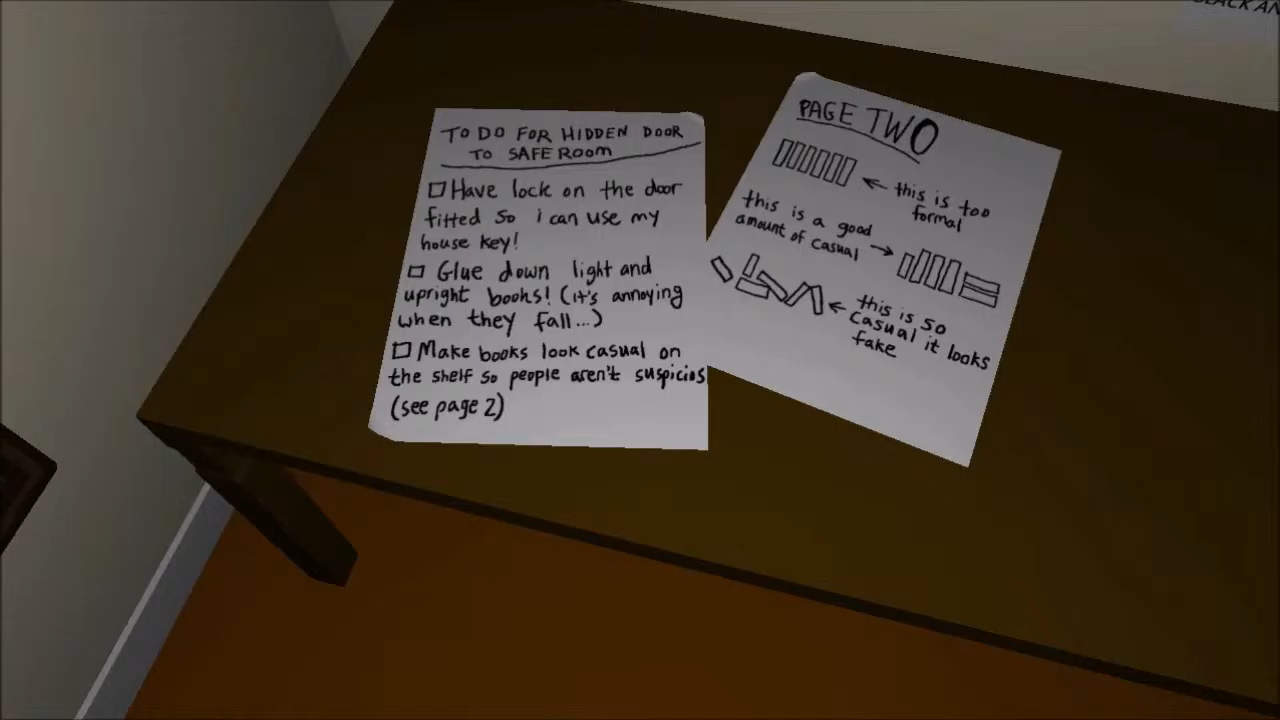 TO DO FOR HIDDEN DOOR
TO SAFE ROOM
Have lock on the door
fitted so i can use my
house key!
Glue down light and
upright books! (it's annoying
when they fall...)
Make books look casual on
the shelf so people aren't suspicios
(see page 2)
PAGE TWO
this is too
formal
this is a good
amount of casual
this is so
casual it looks
fake
BLACK AN